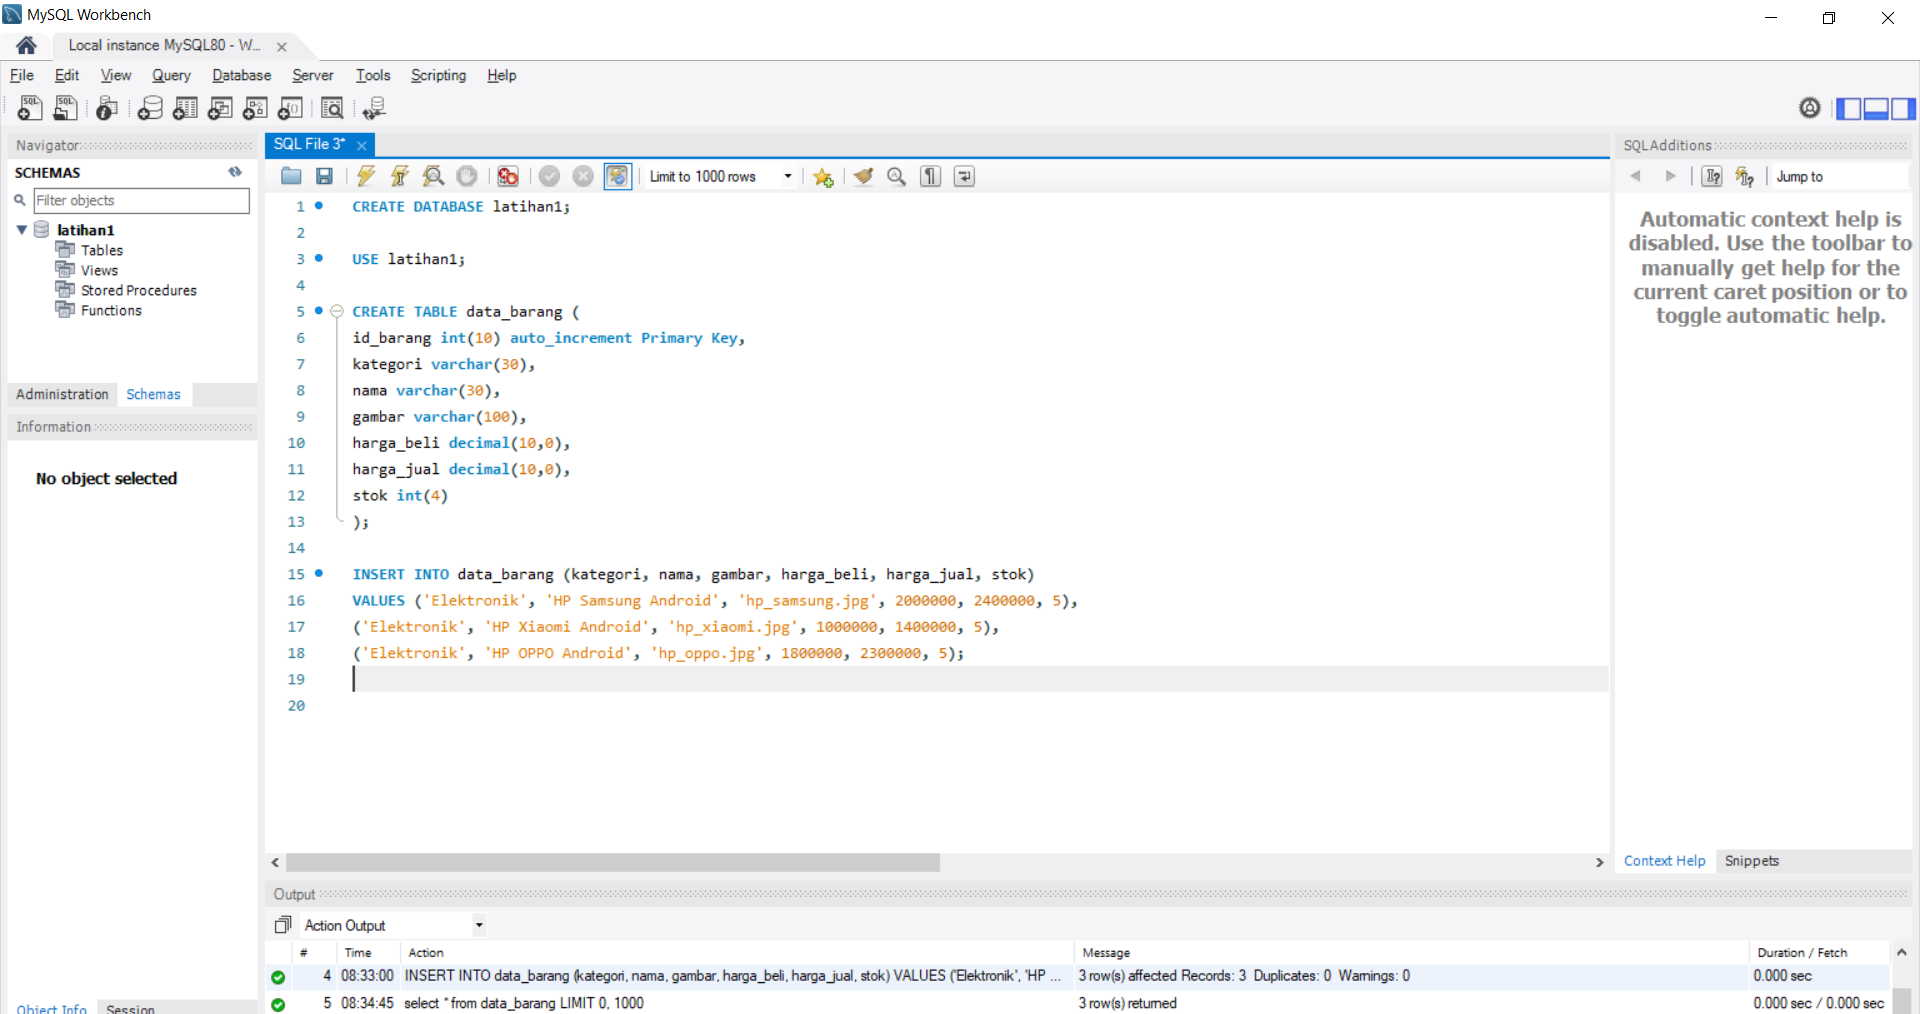 MySQL Workbench
Local instance MySQL80 - W...
File Edit View Query Database Server Tools Scripting Help
Navigator
SCHEMAS
Filter objects
latihan1
Tables
Views
Stored Procedures
Functions
Administration Schemas
Information
No object selected
Object Info Session
SQL File 3*
Limit to 1000 rows
1 CREATE DATABASE latihan1;
2
3 USE latihan1;
4
5 CREATE TABLE data_barang (
6 id_barang int(10) auto_increment Primary Key,
7 kategori varchar(30),
8 nama varchar(30),
9 gambar varchar(100),
10 harga_beli decimal(10,0),
11 harga_jual decimal(10,0),
12 stok int(4)
13 );
14
15 INSERT INTO data_barang (kategori, nama, gambar, harga_beli, harga_jual, stok)
16 VALUES ('Elektronik', 'HP Samsung Android', 'hp_samsung.jpg', 2000000, 2400000, 5),
17 ('Elektronik', 'HP Xiaomi Android', 'hp_xiaomi.jpg', 1000000, 1400000, 5),
18 ('Elektronik', 'HP OPPO Android', 'hp_oppo.jpg', 1800000, 2300000, 5);
19
20
SQLAdditions
Jump to
Automatic context help is
disabled. Use the toolbar to
manually get help for the
current caret position or to
toggle automatic help.
Context Help Snippets
Output
Action Output
# Time Action Message Duration / Fetch
4 08:33:00 INSERT INTO data_barang (kategori, nama, gambar, harga_beli, harga_jual, stok) VALUES ('Elektronik', 'HP ... 3 row(s) affected Records: 3 Duplicates: 0 Warnings: 0 0.000 sec
5 08:34:45 select * from data_barang LIMIT 0, 1000 3 row(s) returned 0.000 sec / 0.000 sec